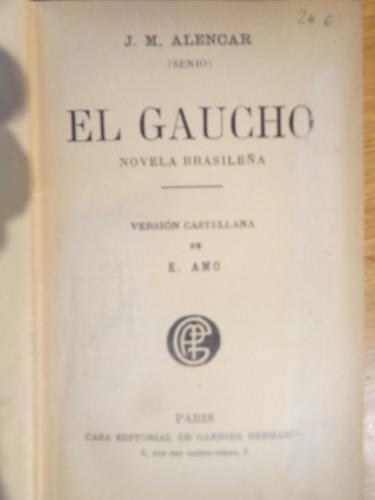 20 €
J. M. ALENCAR
(SENIO)
EL GAUCHO
NOVELA BRASILEÑA
VERSIÓN CASTELLANA
DE
E. AMO
PARIS
CASA EDITORIAL DE GARNIER HERMANOS
6, RUE DES SAINTS-PÈRES, 6